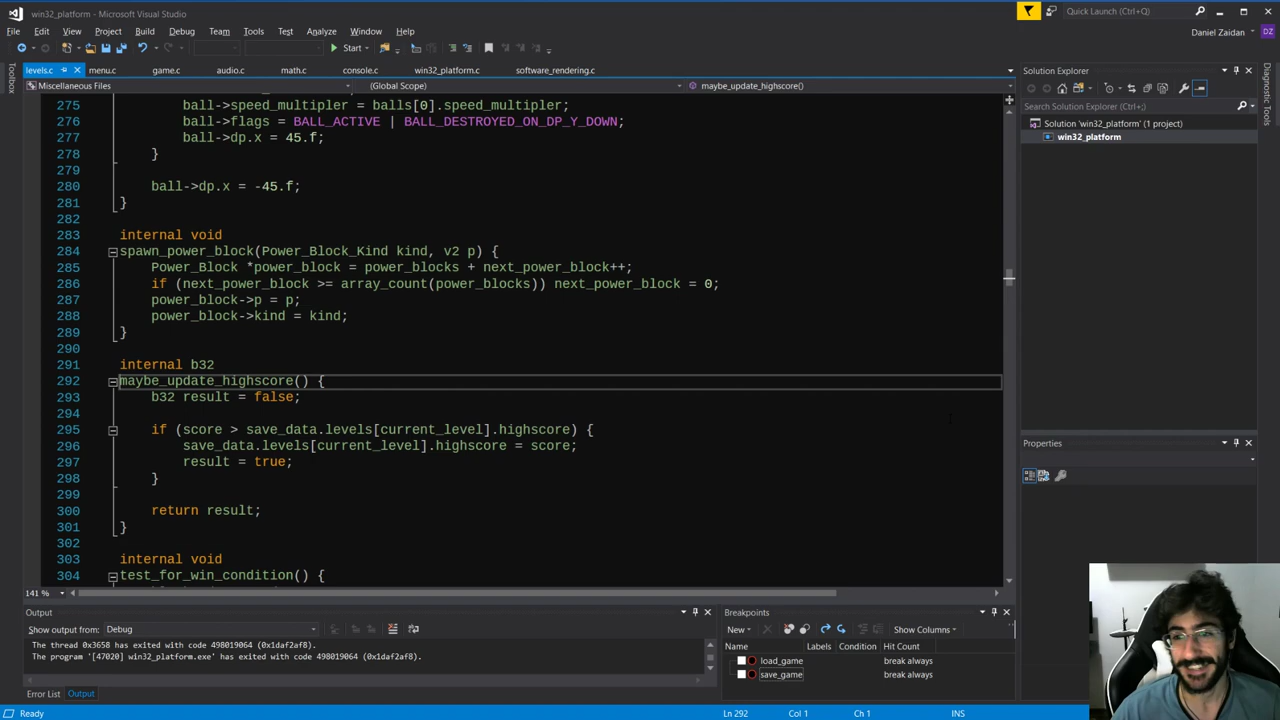 win32_platform - Microsoft Visual Studio
Quick Launch (Ctrl+Q)
File Edit View Project Build Debug Team Tools Test Analyze Window Help
Daniel Zaidan DZ
Start
Toolbox
levels.c menu.c game.c audio.c math.c console.c win32_platform.c software_rendering.c
Miscellaneous Files (Global Scope) maybe_update_highscore()
275 ball->speed_multipler = balls[0].speed_multipler;
276 ball->flags = BALL_ACTIVE | BALL_DESTROYED_ON_DP_Y_DOWN;
277 ball->dp.x = 45.f;
278 }
279
280 ball->dp.x = -45.f;
281 }
282
283 internal void
284 spawn_power_block(Power_Block_Kind kind, v2 p) {
285 Power_Block *power_block = power_blocks + next_power_block++;
286 if (next_power_block >= array_count(power_blocks)) next_power_block = 0;
287 power_block->p = p;
288 power_block->kind = kind;
289 }
290
291 internal b32
292 maybe_update_highscore() {
293 b32 result = false;
294
295 if (score > save_data.levels[current_level].highscore) {
296 save_data.levels[current_level].highscore = score;
297 result = true;
298 }
299
300 return result;
301 }
302
303 internal void
304 test_for_win_condition() {
141 %
Solution Explorer
Search Solution Explorer (Ctrl+;)
Solution 'win32_platform' (1 project)
win32_platform
Diagnostic Tools
Properties
Output
Show output from: Debug
The thread 0x3658 has exited with code 498019064 (0x1daf2af8).
The program '[47020] win32_platform.exe' has exited with code 498019064 (0x1daf2af8).
Error List Output
Breakpoints
New Show Columns
Name Labels Condition Hit Count
load_game break always
save_game break always
Ready Ln 292 Col 1 Ch 1 INS